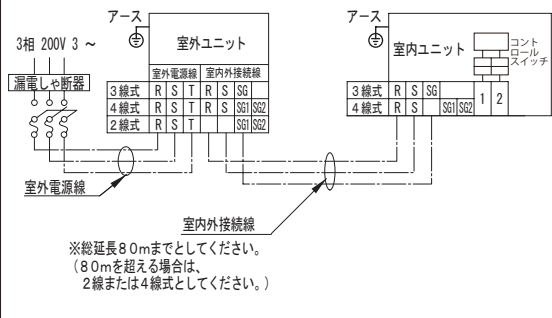 アース
3相 200V 3 ~
漏電しゃ断器
室外ユニット
室外電源線 室内外接続線
3線式 R S T R S SG
4線式 R S T R S SG1 SG2
2線式 R S T SG1 SG2
アース
室内ユニット
コント
ロール
スイッチ
3線式 R S SG
4線式 R S SG1 SG2
1 2
室外電源線
室内外接続線
※総延長80mまでとしてください。
(80mを超える場合は、
2線または4線式としてください。)